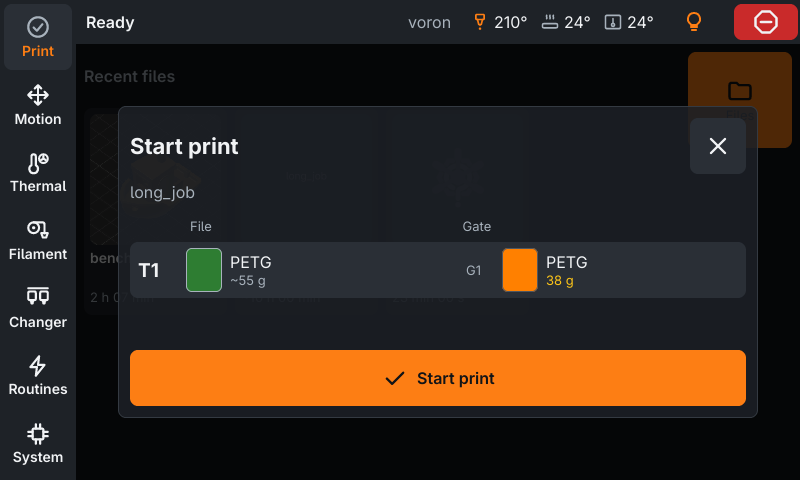 Print
Ready
voron
210°
24°
24°
Recent files
Motion
Thermal
Filament
Changer
Routines
System
Start print
long_job
File
Gate
T1
PETG
~55 g
G1
PETG
38 g
Start print